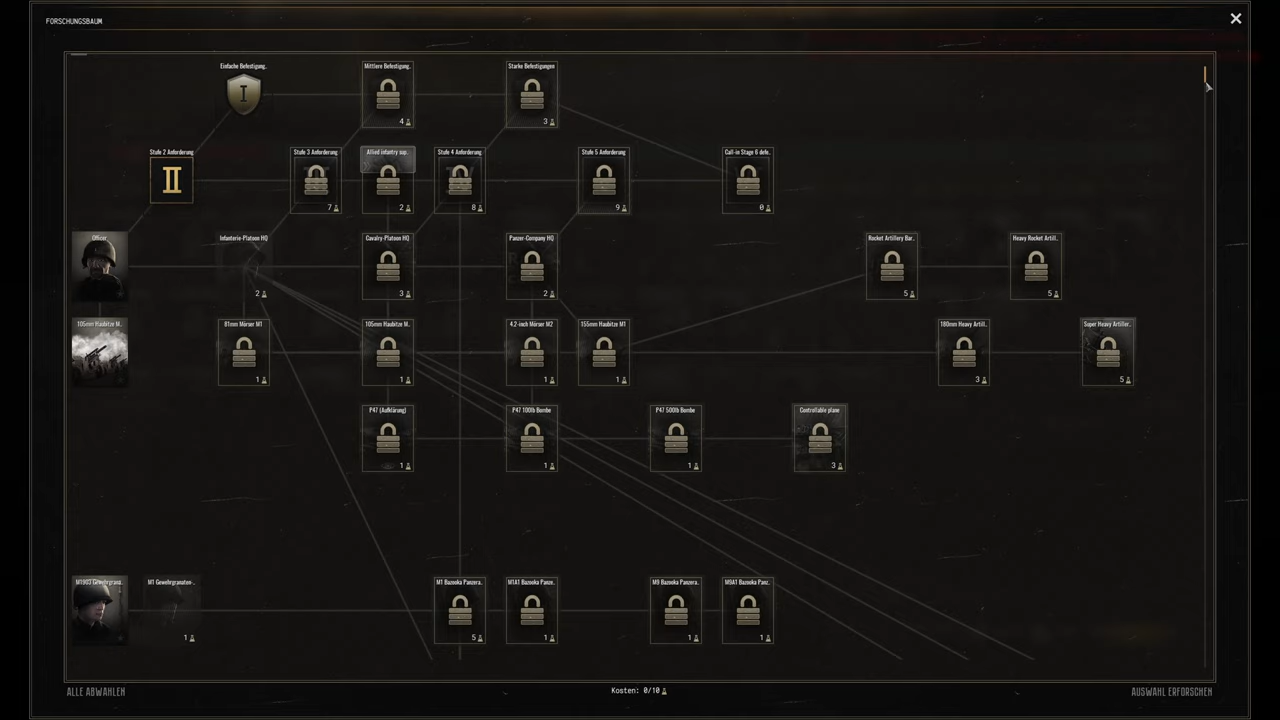 FORSCHUNGSBAUM
Einfache Befestigung..
Mittlere Befestigung..
Starke Befestigungen
I
4
3
Stufe 2 Anforderung
Stufe 3 Anforderung
Allied infantry sup..
Stufe 4 Anforderung
Stufe 5 Anforderung
Call-in Stage 6 defe..
II
7
2
8
9
0
Officer
Infanterie-Platoon HQ
Cavalry-Platoon HQ
Panzer-Company HQ
Rocket Artillery Bar..
Heavy Rocket Artill..
2
3
2
5
5
105mm Haubitze M..
81mm Mörser M1
105mm Haubitze M..
4.2-inch Mörser M2
155mm Haubitze M1
180mm Heavy Artill..
Super Heavy Artiller..
1
1
1
1
3
5
P47 (Aufklärung)
P47 100lb Bombe
P47 500lb Bombe
Controllable plane
1
1
1
3
M1903 Gewehrgrana..
M1 Gewehrgranaten-..
M1 Bazooka Panzera..
M1A1 Bazooka Panze..
M9 Bazooka Panzera..
M9A1 Bazooka Panz..
1
5
1
1
1
ALLE ABWAHLEN
Kosten: 0/10
AUSWAHL ERFORSCHEN